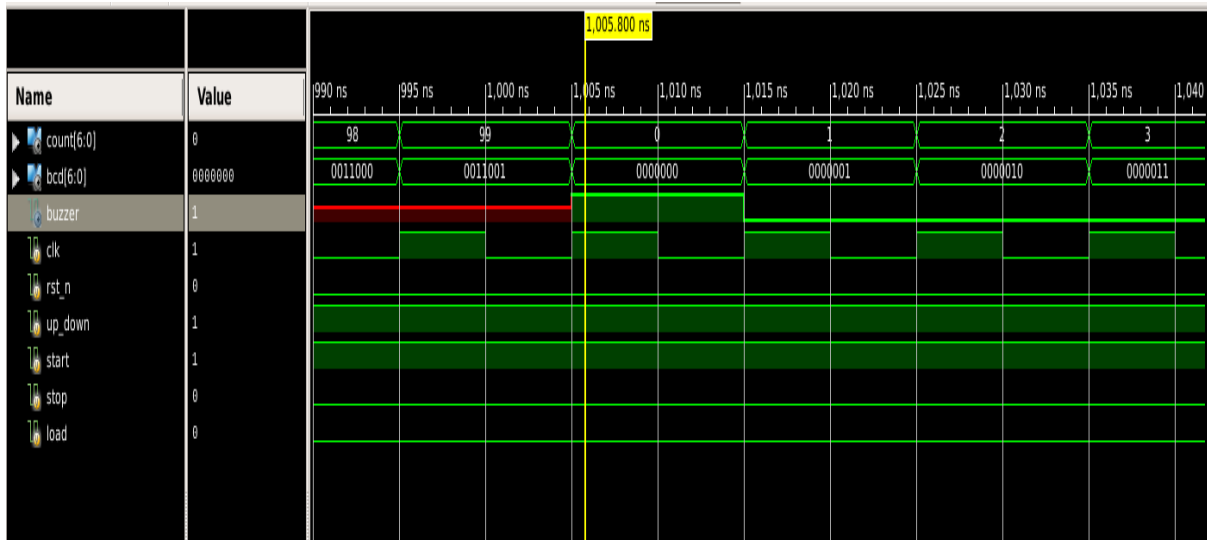 1,005.800 ns
Name Value 990 ns 995 ns 1,000 ns 1,005 ns 1,010 ns 1,015 ns 1,020 ns 1,025 ns 1,030 ns 1,035 ns 1,040
count[6:0] 0 98 99 0 1 2 3
bcd[6:0] 0000000 0011000 0011001 0000000 0000001 0000010 0000011
buzzer 1
clk 1
rst_n 0
up_down 1
start 1
stop 0
load 0